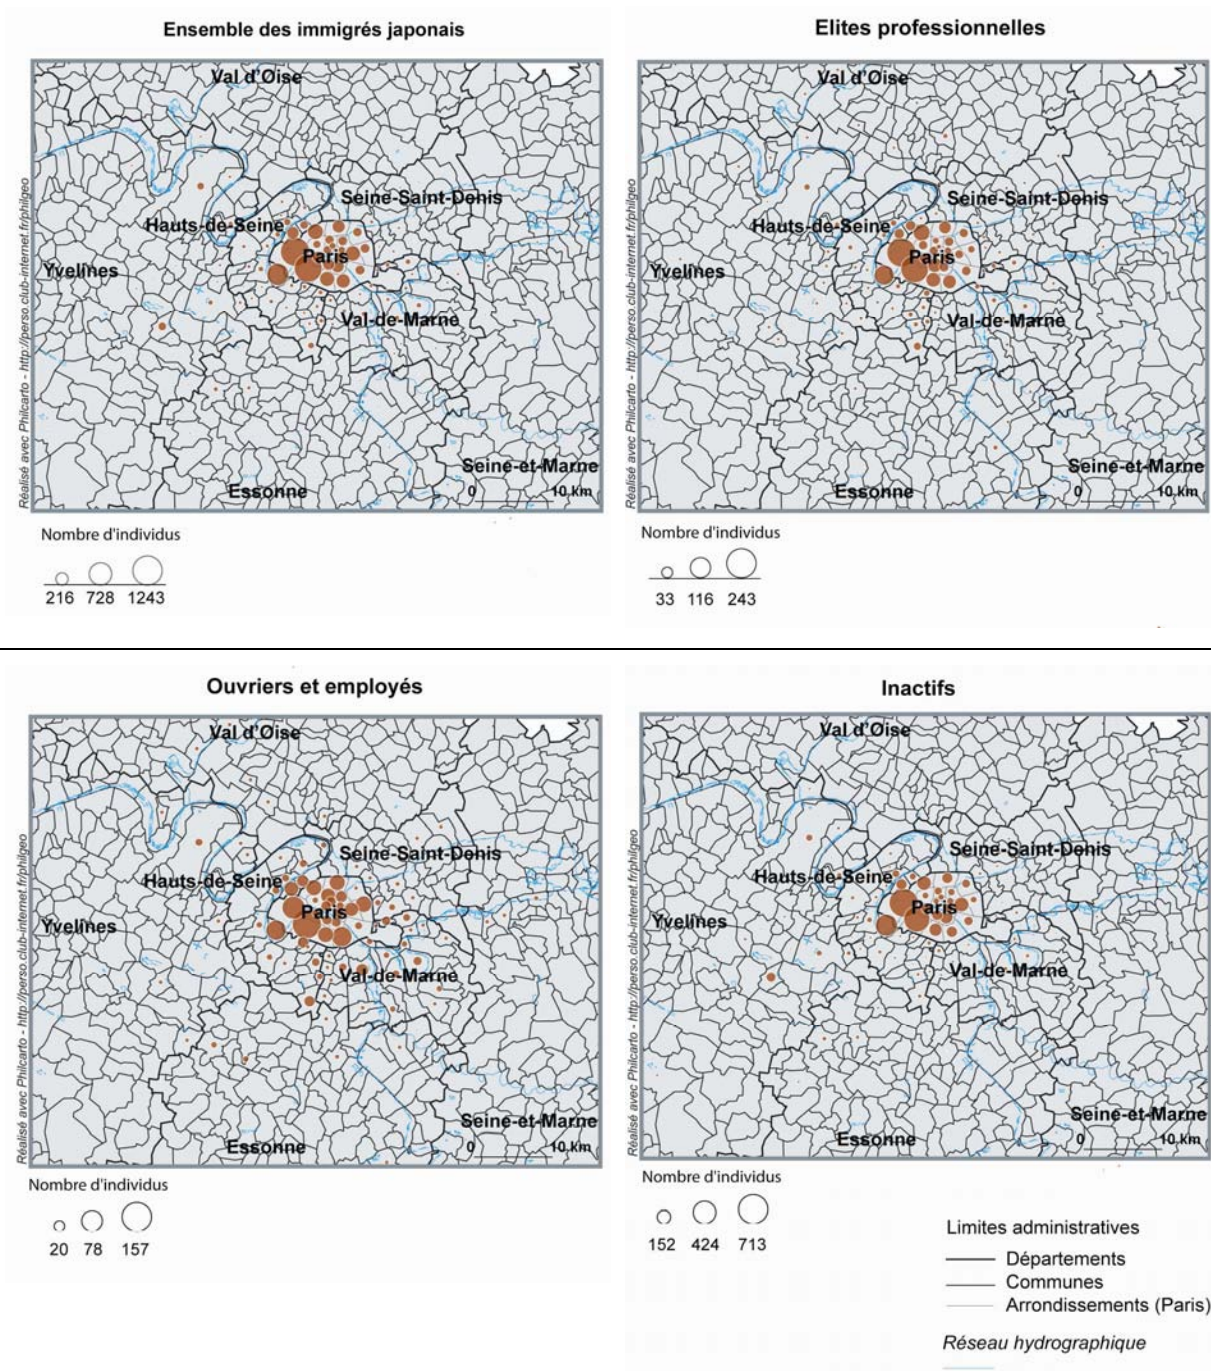 Ensemble des immigrés japonais
Val d'Oise
Seine-Saint-Denis
Hauts-de-Seine
Paris
Yvelines
Val-de-Marne
Seine-et-Marne
Essonne
0 10 km
Réalisé avec Philcarto - http://perso.club-internet.fr/philgeo
Nombre d'individus
216 728 1243
Elites professionnelles
Val d'Oise
Seine-Saint-Denis
Hauts-de-Seine
Paris
Yvelines
Val-de-Marne
Seine-et-Marne
Essonne
0 10 km
Réalisé avec Philcarto - http://perso.club-internet.fr/philgeo
Nombre d'individus
33 116 243
Ouvriers et employés
Val d'Oise
Seine-Saint-Denis
Hauts-de-Seine
Paris
Yvelines
Val-de-Marne
Seine-et-Marne
Essonne
0 10 km
Réalisé avec Philcarto - http://perso.club-internet.fr/philgeo
Nombre d'individus
20 78 157
Inactifs
Val d'Oise
Seine-Saint-Denis
Hauts-de-Seine
Paris
Yvelines
Val-de-Marne
Seine-et-Marne
Essonne
0 10 km
Réalisé avec Philcarto - http://perso.club-internet.fr/philgeo
Nombre d'individus
152 424 713
Limites administratives
Départements
Communes
Arrondissements (Paris)
Réseau hydrographique